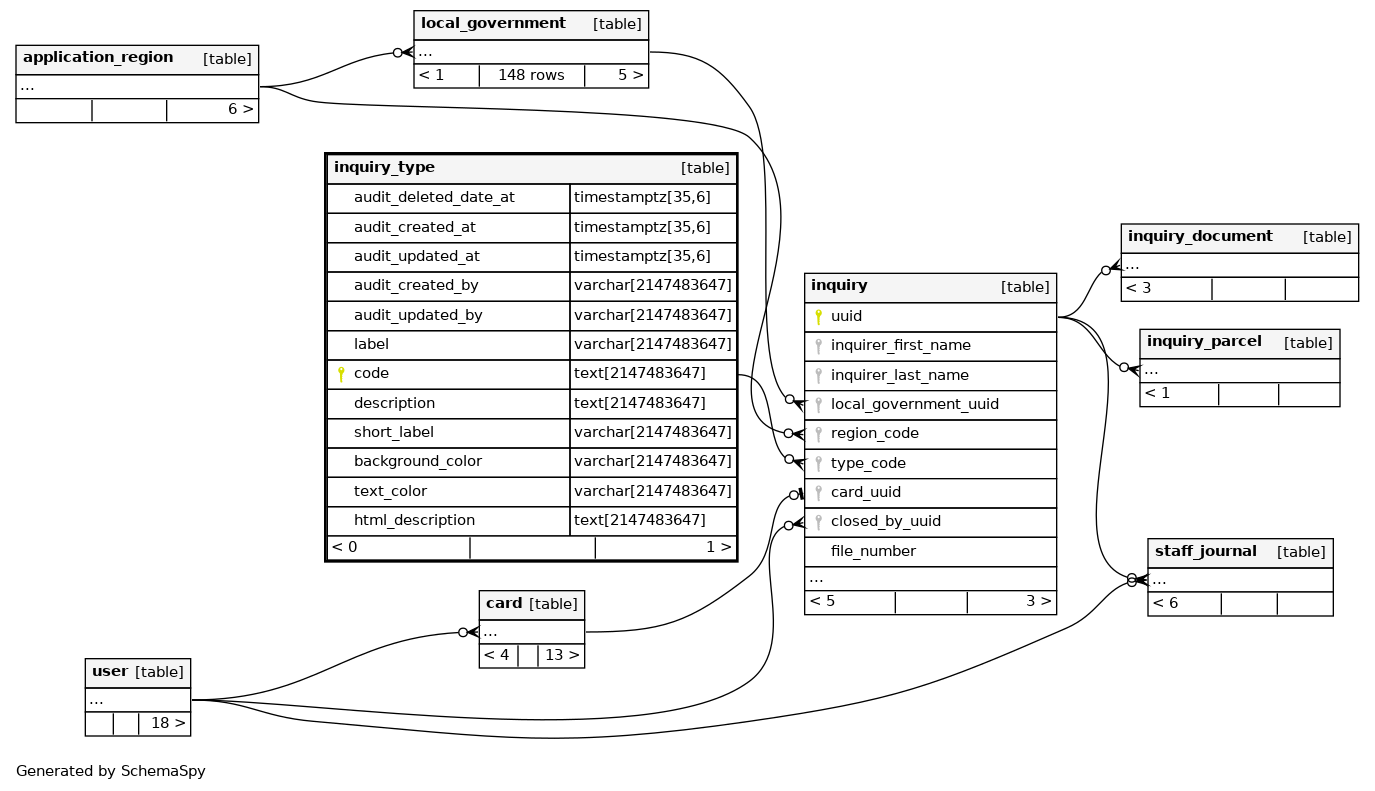 local_government [table]
...
< 1 148 rows 5 >
application_region [table]
...
6 >
inquiry_type [table]
audit_deleted_date_at timestamptz[35,6]
audit_created_at timestamptz[35,6]
audit_updated_at timestamptz[35,6]
audit_created_by varchar[2147483647]
audit_updated_by varchar[2147483647]
label varchar[2147483647]
code text[2147483647]
description text[2147483647]
short_label varchar[2147483647]
background_color varchar[2147483647]
text_color varchar[2147483647]
html_description text[2147483647]
< 0 1 >
inquiry [table]
uuid
inquirer_first_name
inquirer_last_name
local_government_uuid
region_code
type_code
card_uuid
closed_by_uuid
file_number
...
< 5 3 >
inquiry_document [table]
...
< 3
inquiry_parcel [table]
...
< 1
staff_journal [table]
...
< 6
card [table]
...
< 4 13 >
user [table]
...
18 >
Generated by SchemaSpy